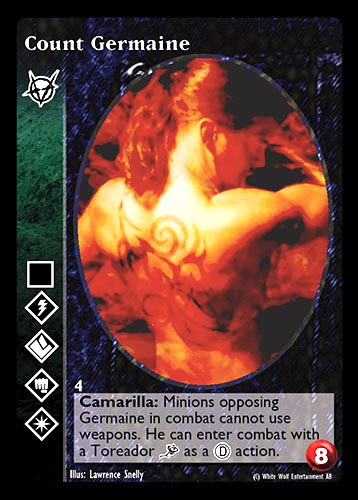 Count Germaine
4
Camarilla: Minions opposing
Germaine in combat cannot use
weapons. He can enter combat with
a Toreador as a D action.
8
Illus: Lawrence Snelly
(C) White Wolf Entertainment AB